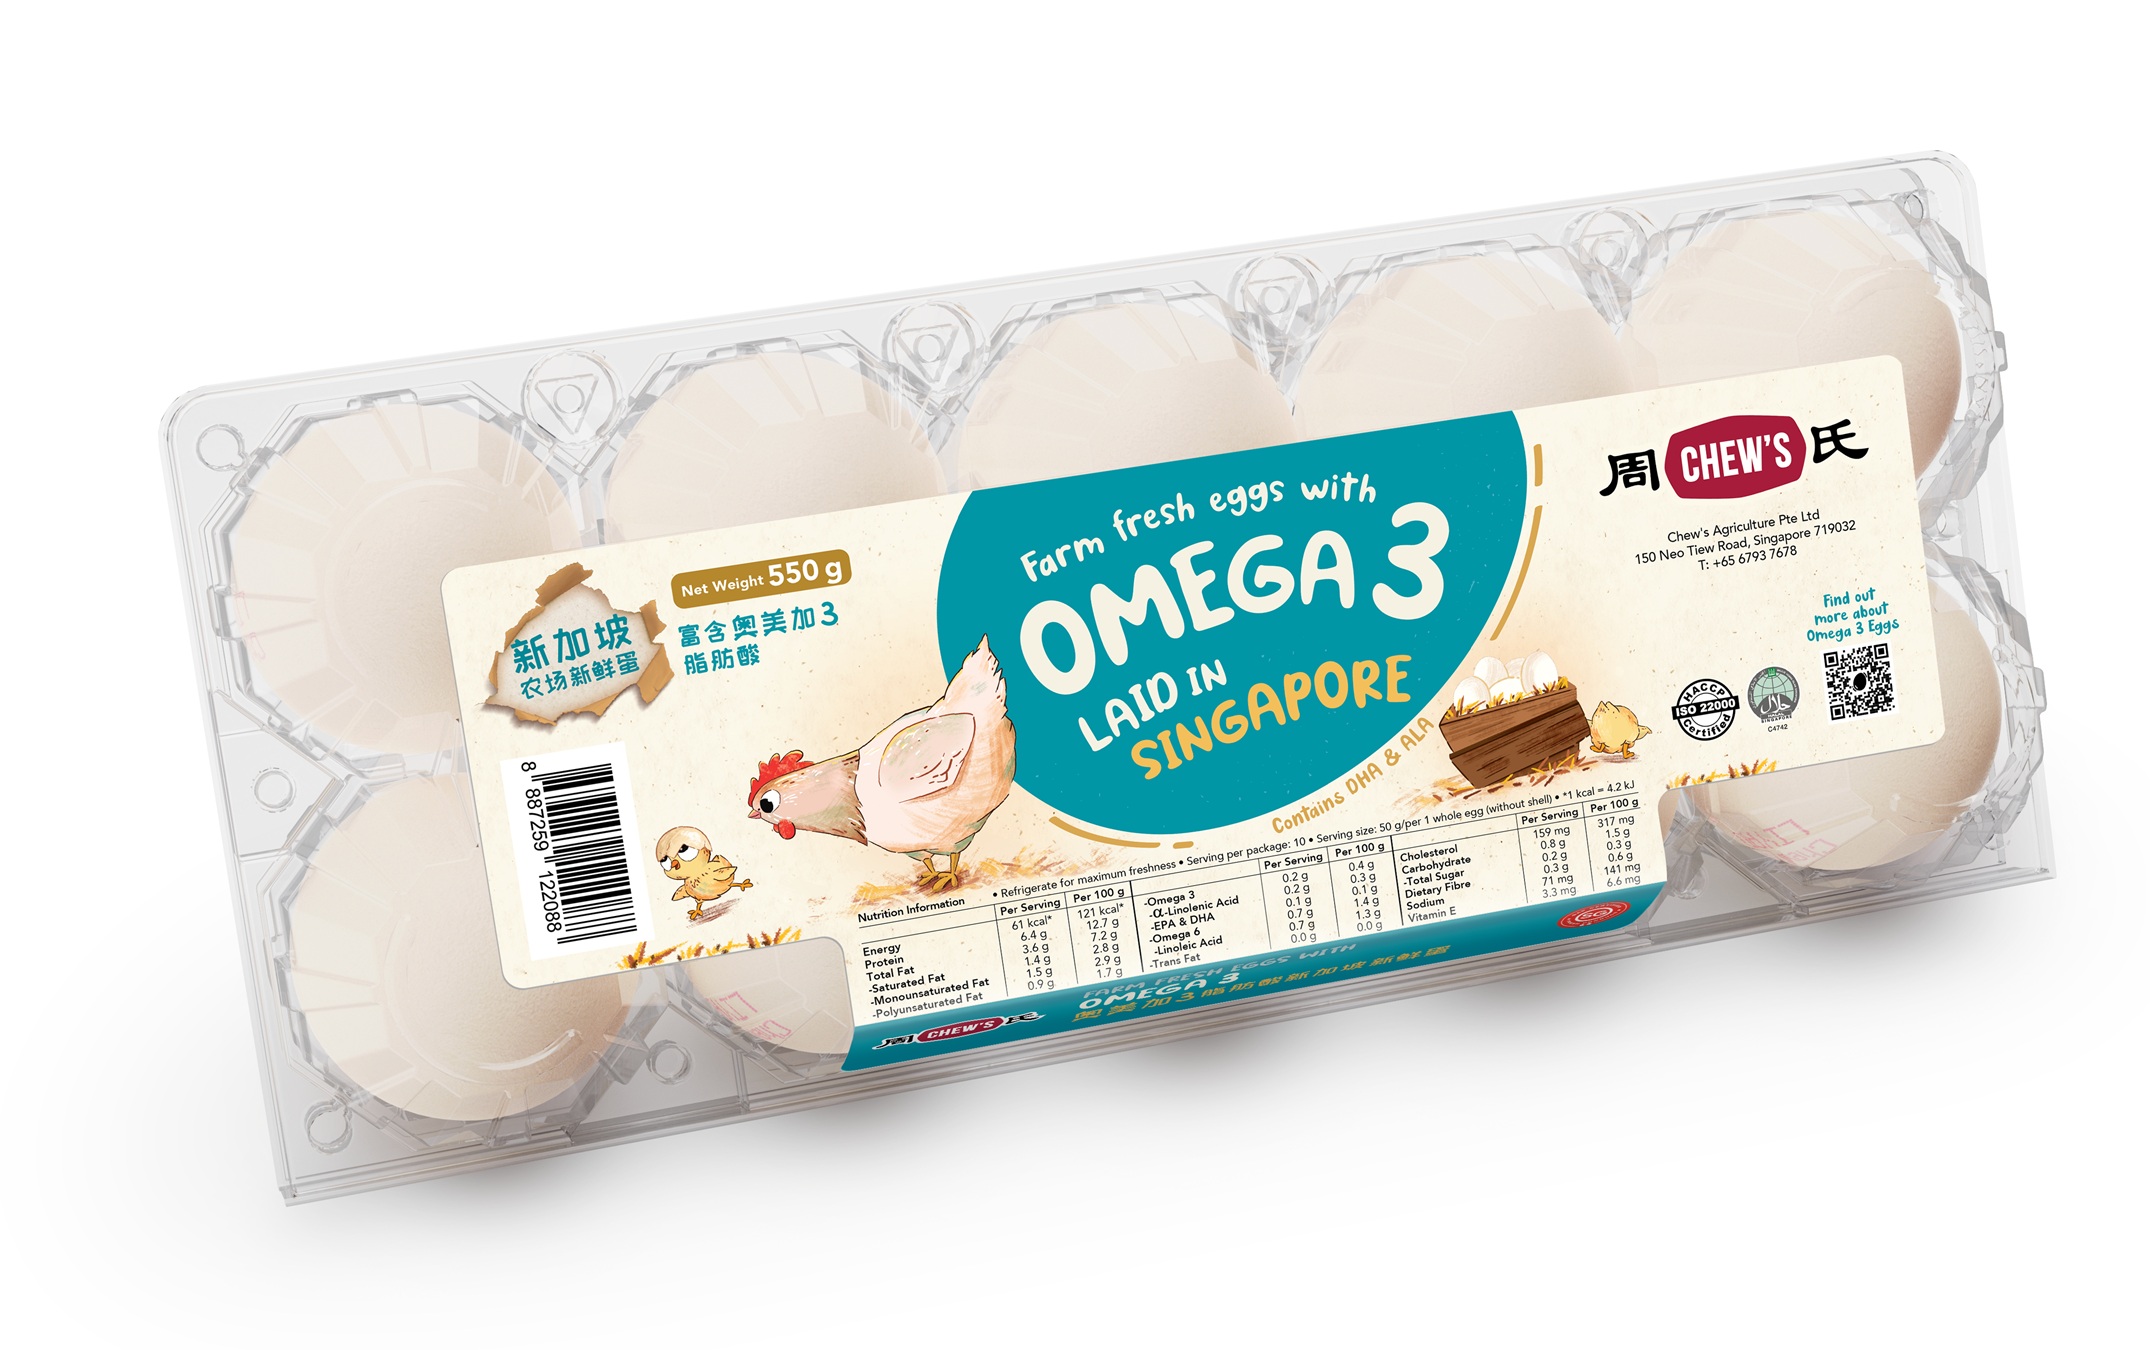 Farm fresh eggs with
OMEGA 3
LAID IN
SINGAPORE
Contains DHA & ALA
新加坡
农场新鲜蛋
Net Weight 550 g
富含奥美加3
脂肪酸
8 887259 122088
周 CHEW'S 氏
Chew's Agriculture Pte Ltd
150 Neo Tiew Road, Singapore 719032
T: +65 6793 7678
Find out
more about
Omega 3 Eggs
HACCP
ISO 22000
Certified
SINGAPORE
C4742
• Refrigerate for maximum freshness • Serving per package: 10 • Serving size: 50 g/per 1 whole egg (without shell) • *1 kcal = 4.2 kJ
Nutrition Information Per Serving Per 100 g
Energy 61 kcal* 121 kcal*
Protein 6.4 g 12.7 g
Total Fat 3.6 g 7.2 g
-Saturated Fat 1.4 g 2.8 g
-Monounsaturated Fat 1.5 g 2.9 g
-Polyunsaturated Fat 0.9 g 1.7 g
Per Serving Per 100 g
-Omega 3 0.2 g 0.4 g
-α-Linolenic Acid 0.2 g 0.3 g
-EPA & DHA 0.1 g 0.1 g
-Omega 6 0.7 g 1.4 g
-Linoleic Acid 0.7 g 1.3 g
-Trans Fat 0.0 g 0.0 g
Per Serving Per 100 g
Cholesterol 159 mg 317 mg
Carbohydrate 0.8 g 1.5 g
-Total Sugar 0.2 g 0.3 g
Dietary Fibre 0.3 g 0.6 g
Sodium 71 mg 141 mg
Vitamin E 3.3 mg 6.6 mg
周 CHEW'S 氏
FARM FRESH EGGS WITH
OMEGA 3
奥美加3脂肪酸新加坡新鲜蛋
SG